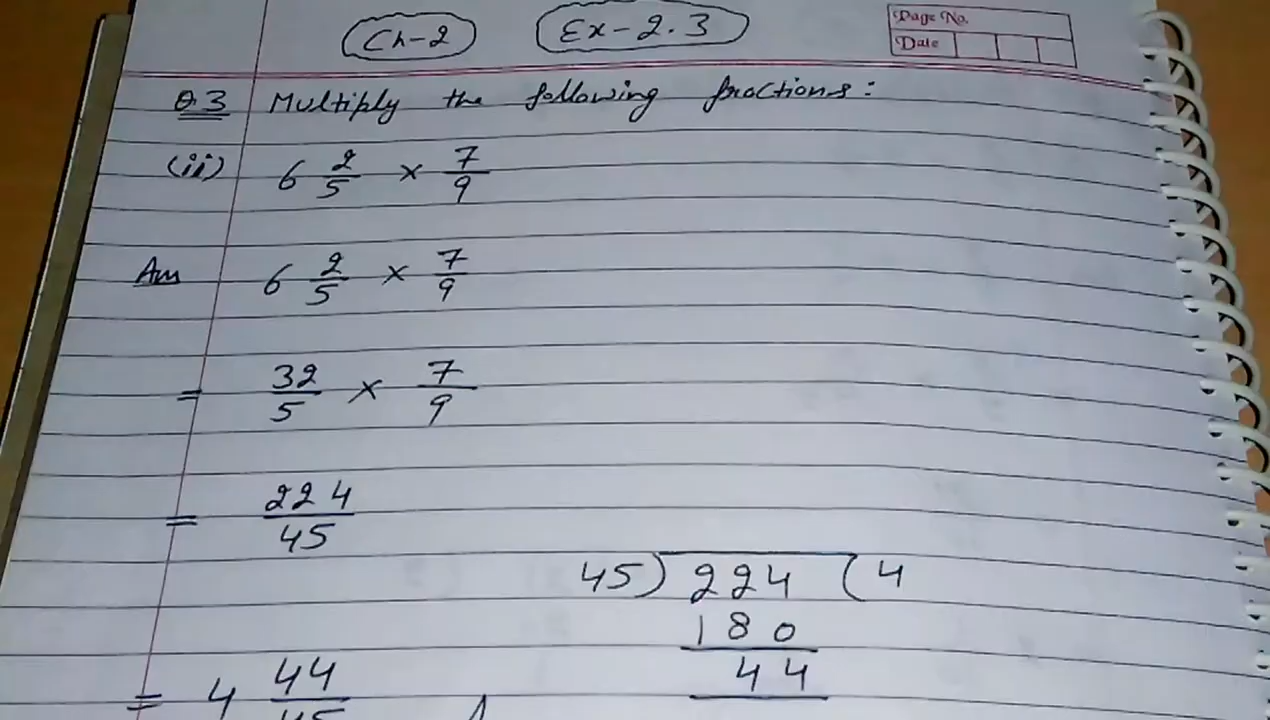 Ch-2 Ex-2.3
Page No.
Date
Q.3 Multiply the following fractions:
(ii) 6 2/5 × 7/9
Ans 6 2/5 × 7/9
= 32/5 × 7/9
= 224/45
45) 224 (4
180
44
= 4 44/45